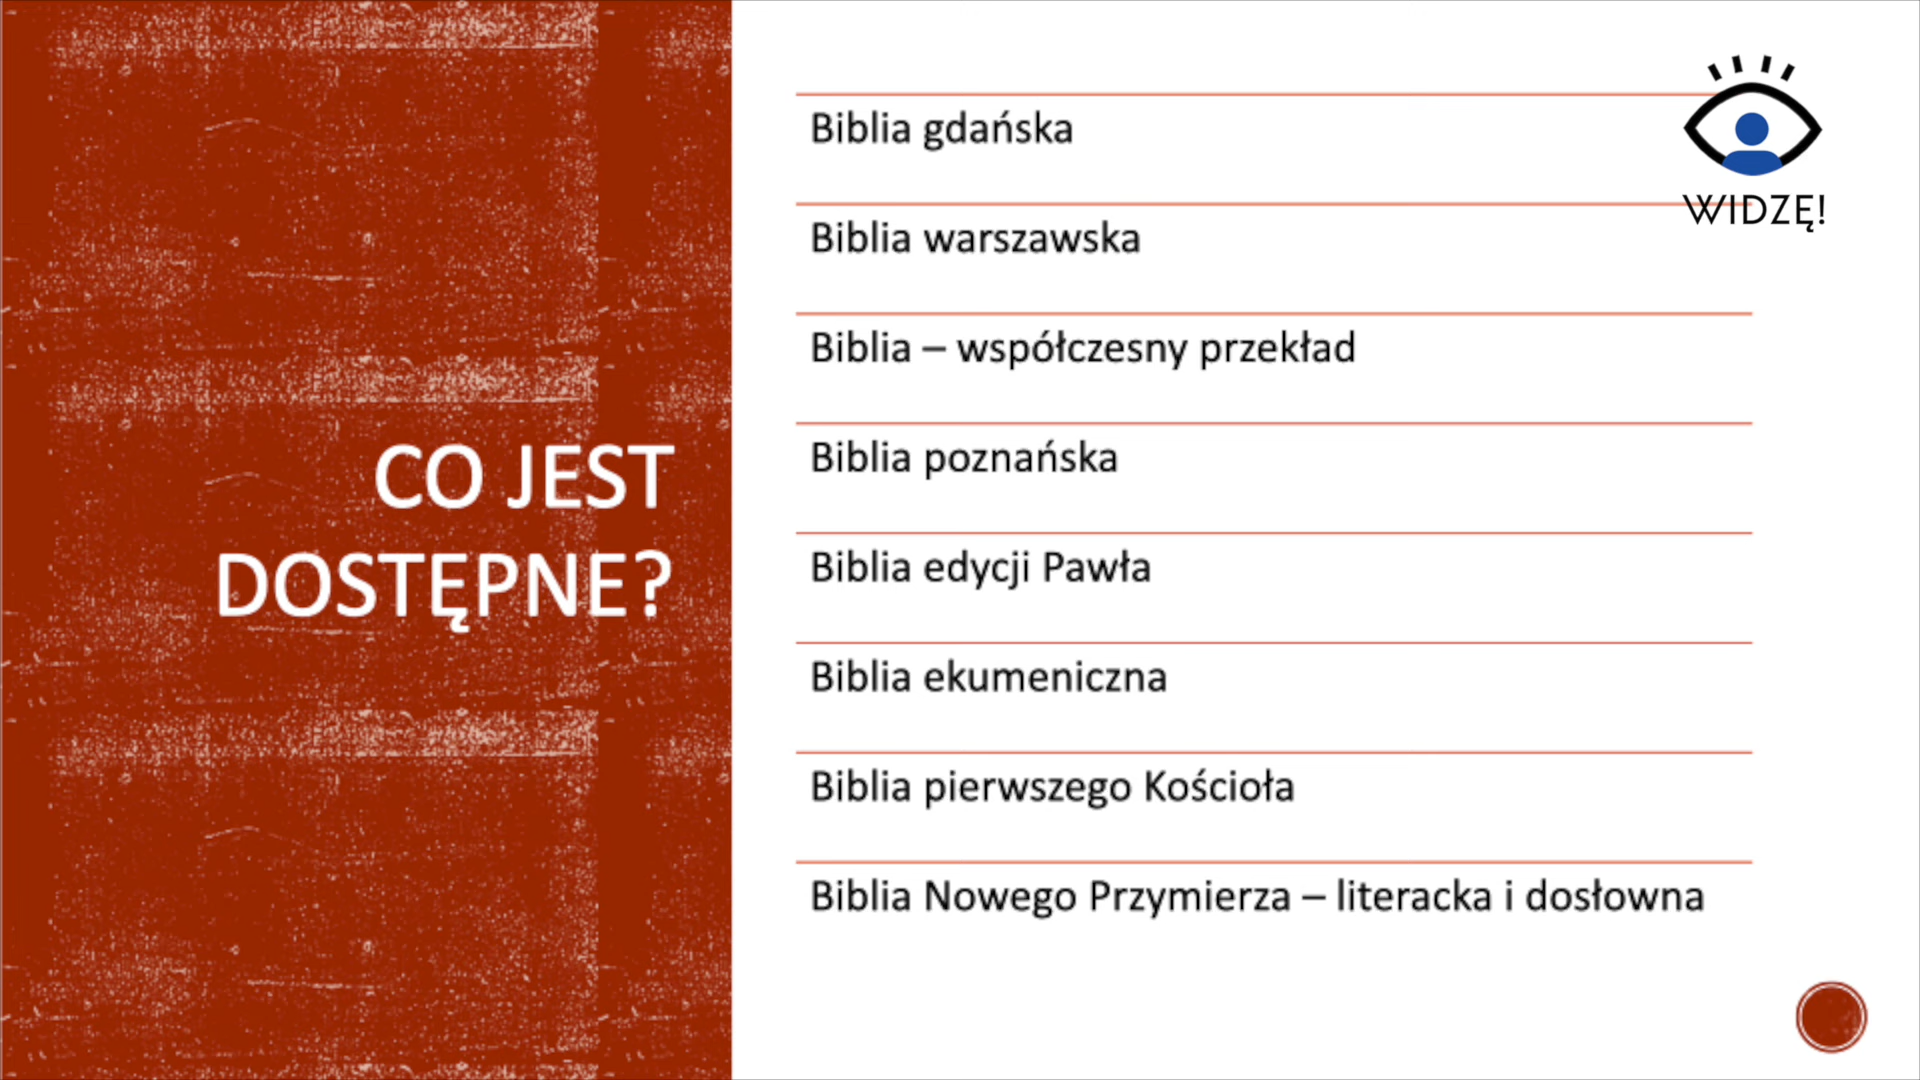 CO JEST
DOSTĘPNE?
Biblia gdańska
Biblia warszawska
Biblia – współczesny przekład
Biblia poznańska
Biblia edycji Pawła
Biblia ekumeniczna
Biblia pierwszego Kościoła
Biblia Nowego Przymierza – literacka i dosłowna
WIDZĘ!